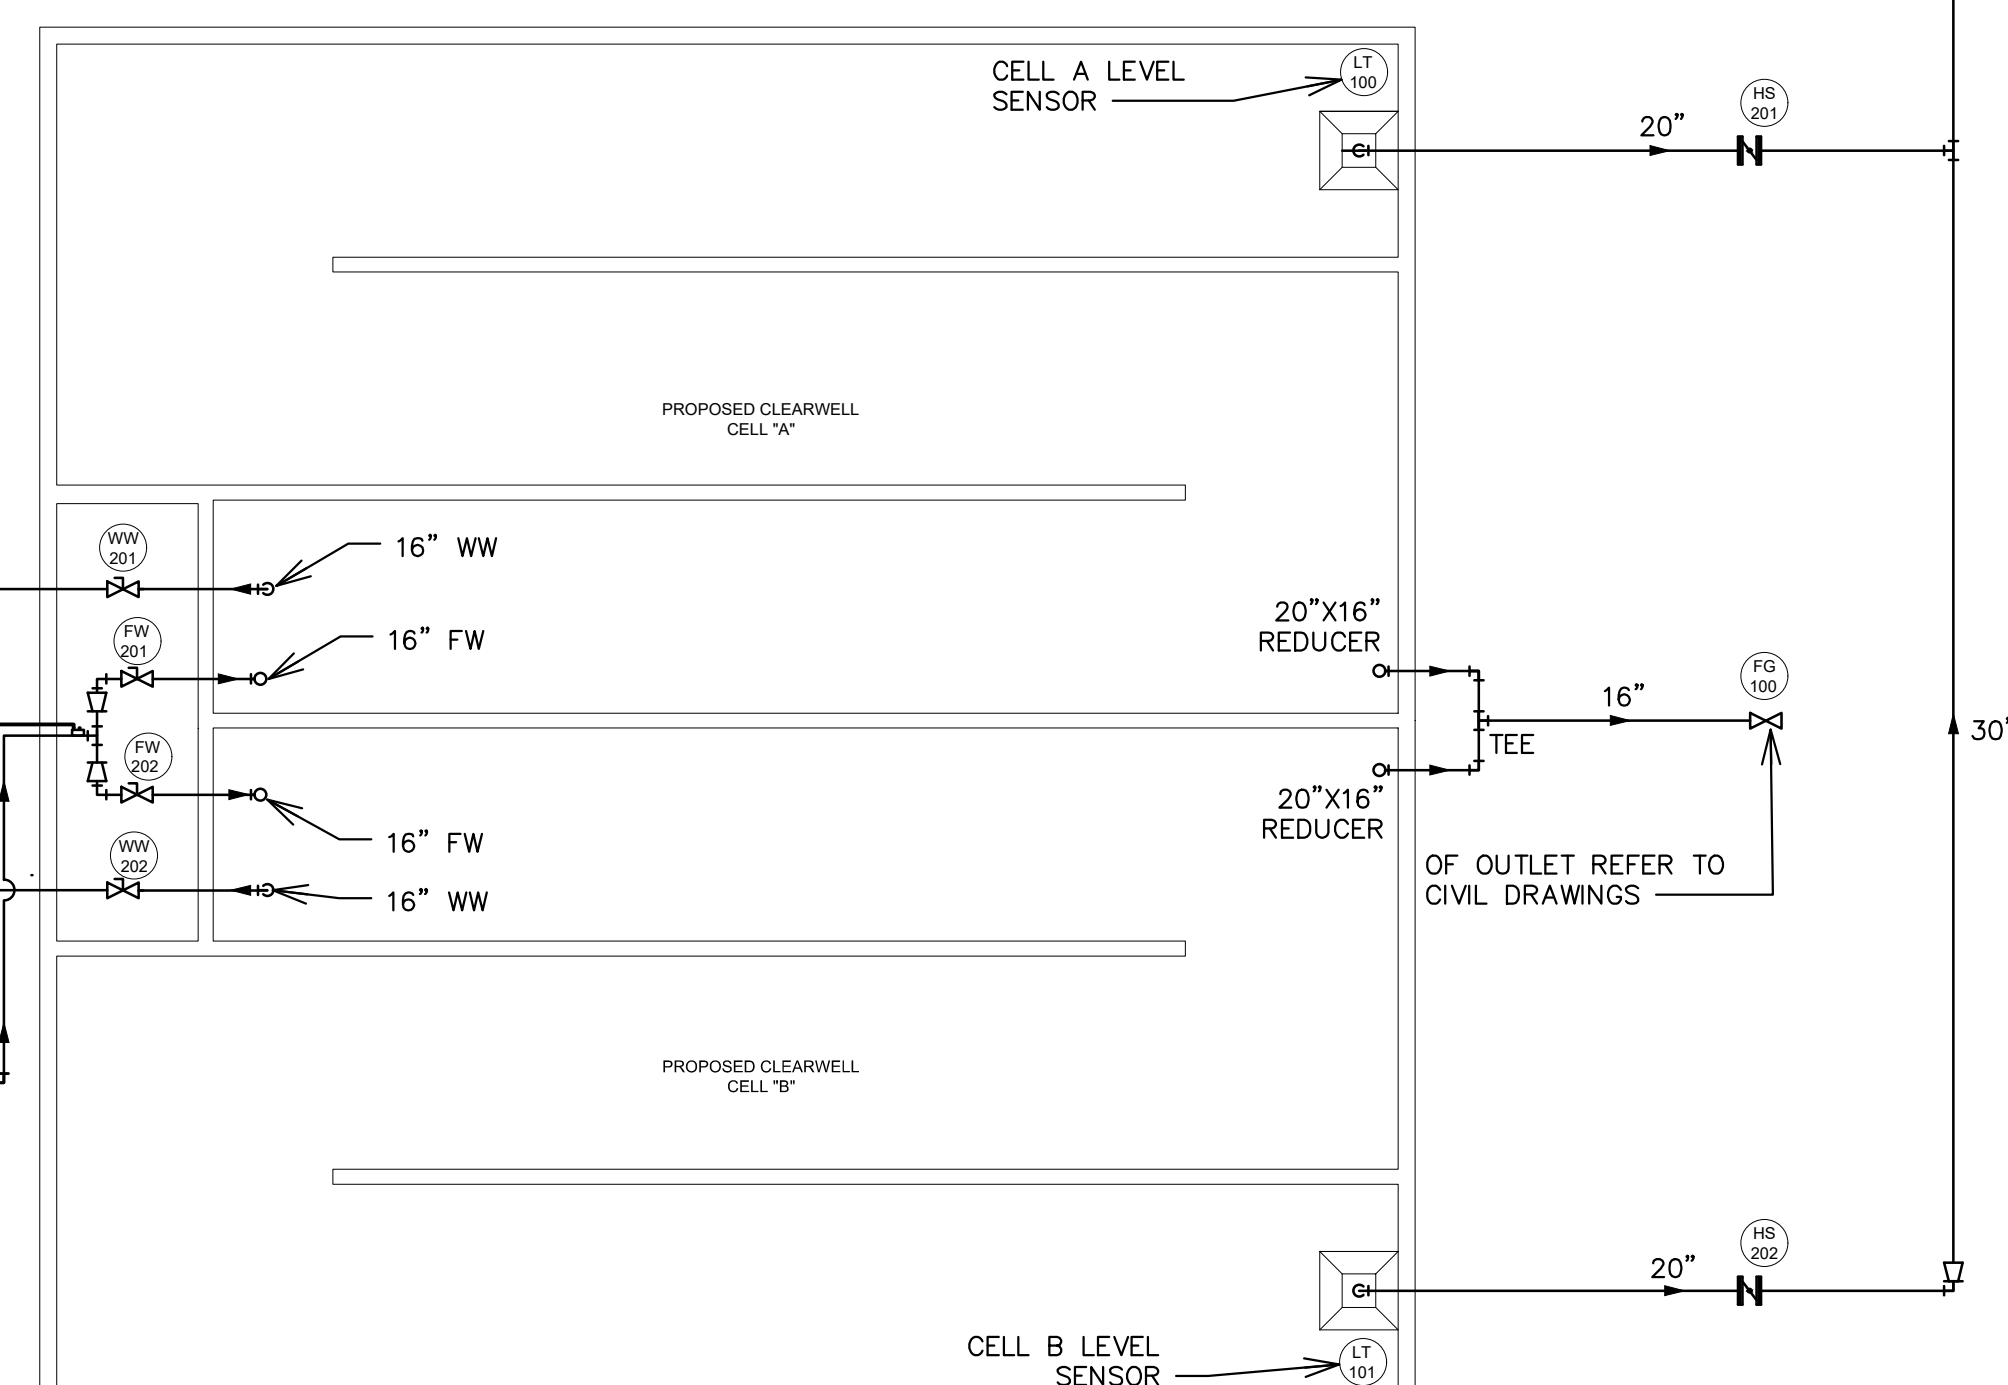 CELL A LEVEL
SENSOR
LT
100
HS
201
20”
PROPOSED CLEARWELL
CELL "A"
WW
201
16” WW
FW
201
16” FW
20”X16”
REDUCER
FG
100
16”
TEE
30”
FW
202
16” FW
20”X16”
REDUCER
WW
202
16” WW
OF OUTLET REFER TO
CIVIL DRAWINGS
PROPOSED CLEARWELL
CELL "B"
HS
202
20”
CELL B LEVEL
SENSOR
LT
101